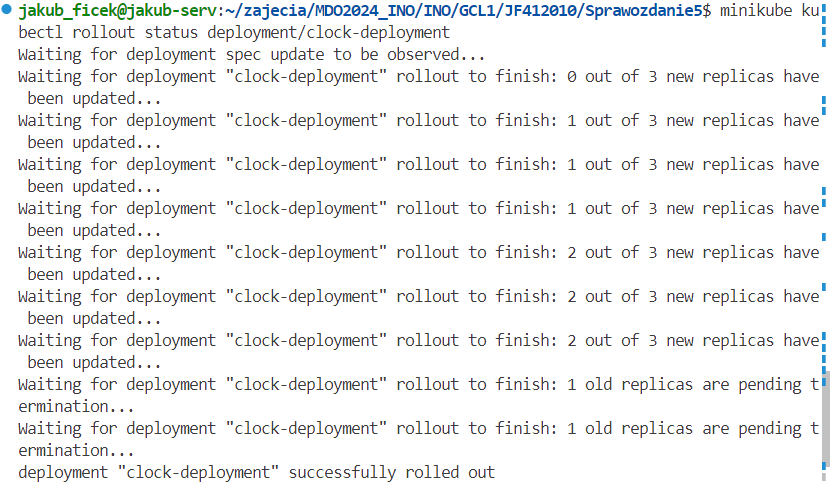 jakub_ficek@jakub-serv:~/zajecia/MDO2024_INO/INO/GCL1/JF412010/Sprawozdanie5$ minikube ku
bectl rollout status deployment/clock-deployment
Waiting for deployment spec update to be observed...
Waiting for deployment "clock-deployment" rollout to finish: 0 out of 3 new replicas have
 been updated...
Waiting for deployment "clock-deployment" rollout to finish: 1 out of 3 new replicas have
 been updated...
Waiting for deployment "clock-deployment" rollout to finish: 1 out of 3 new replicas have
 been updated...
Waiting for deployment "clock-deployment" rollout to finish: 1 out of 3 new replicas have
 been updated...
Waiting for deployment "clock-deployment" rollout to finish: 2 out of 3 new replicas have
 been updated...
Waiting for deployment "clock-deployment" rollout to finish: 2 out of 3 new replicas have
 been updated...
Waiting for deployment "clock-deployment" rollout to finish: 2 out of 3 new replicas have
 been updated...
Waiting for deployment "clock-deployment" rollout to finish: 1 old replicas are pending t
ermination...
Waiting for deployment "clock-deployment" rollout to finish: 1 old replicas are pending t
ermination...
deployment "clock-deployment" successfully rolled out